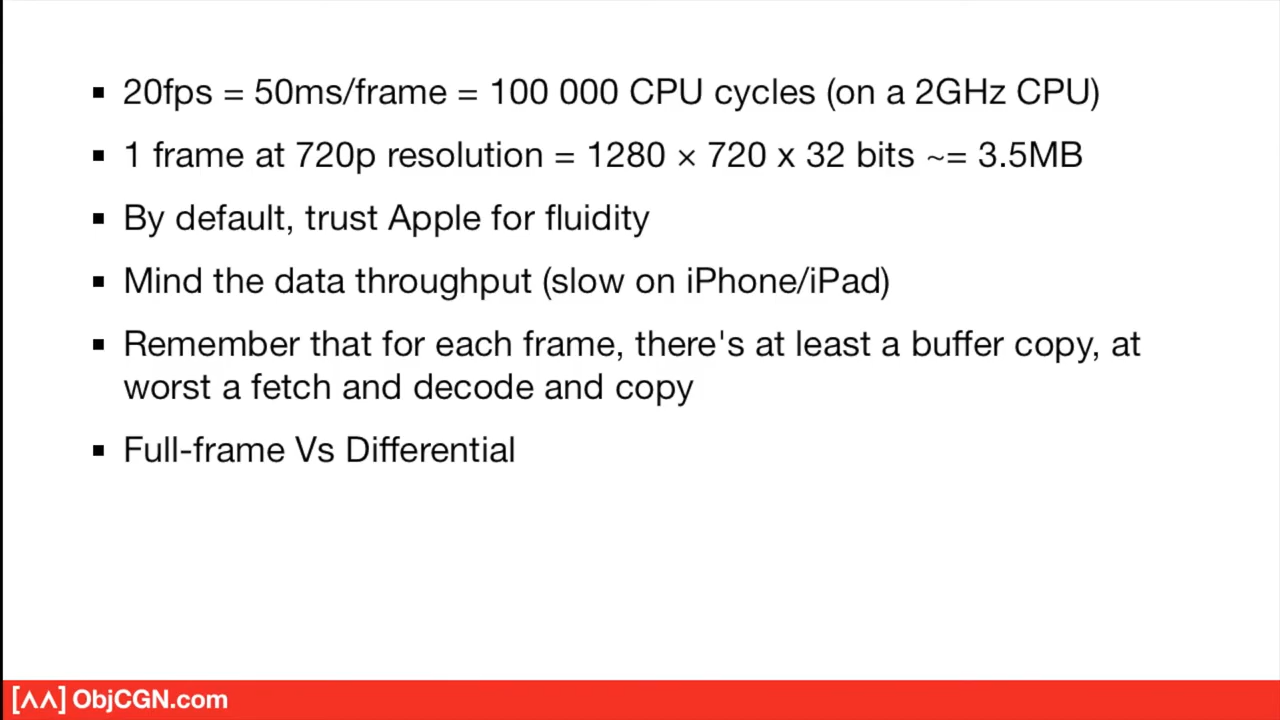 20fps = 50ms/frame = 100 000 CPU cycles (on a 2GHz CPU)
1 frame at 720p resolution = 1280 × 720 x 32 bits ~= 3.5MB
By default, trust Apple for fluidity
Mind the data throughput (slow on iPhone/iPad)
Remember that for each frame, there's at least a buffer copy, at
worst a fetch and decode and copy
Full-frame Vs Differential
[ʌʌ] ObjCGN.com